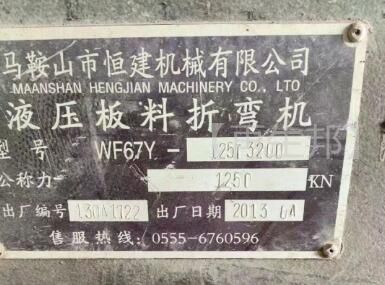 马鞍山市恒建机械有限公司
MAANSHAN HENGJIAN MACHINERY CO., LTD
液压板料折弯机
型 号 WF67Y - 125T3200
公称力 1250 KN
出厂编号 130A1122 出厂日期 2013 04
售服热线: 0555-6760596